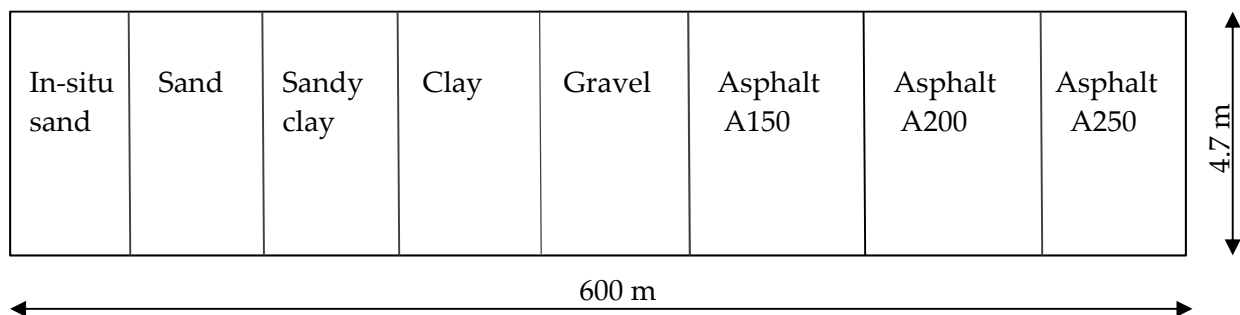 In-situ
sand
Sand
Sandy
clay
Clay
Gravel
Asphalt
A150
Asphalt
A200
Asphalt
A250
4.7 m
600 m